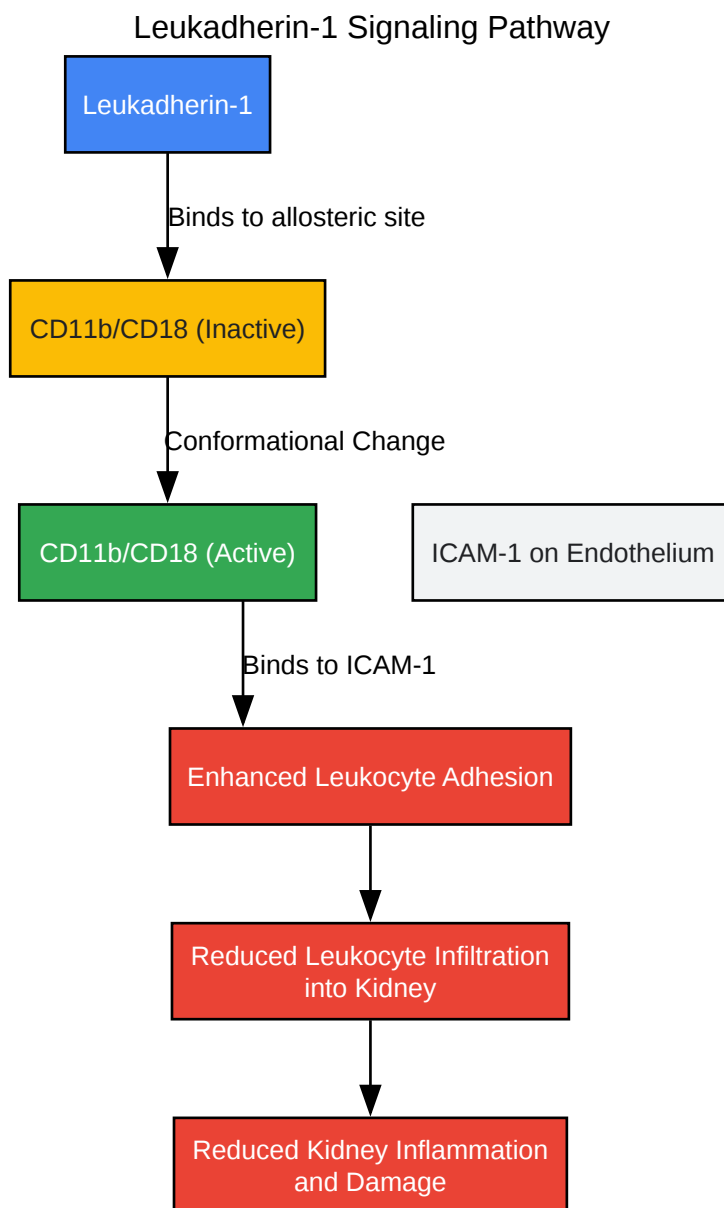 Leukadherin-1 Signaling Pathway
Leukadherin-1
Binds to allosteric site
CD11b/CD18 (Inactive)
Conformational Change
CD11b/CD18 (Active)
ICAM-1 on Endothelium
Binds to ICAM-1
Enhanced Leukocyte Adhesion
Reduced Leukocyte Infiltration
into Kidney
Reduced Kidney Inflammation
and Damage